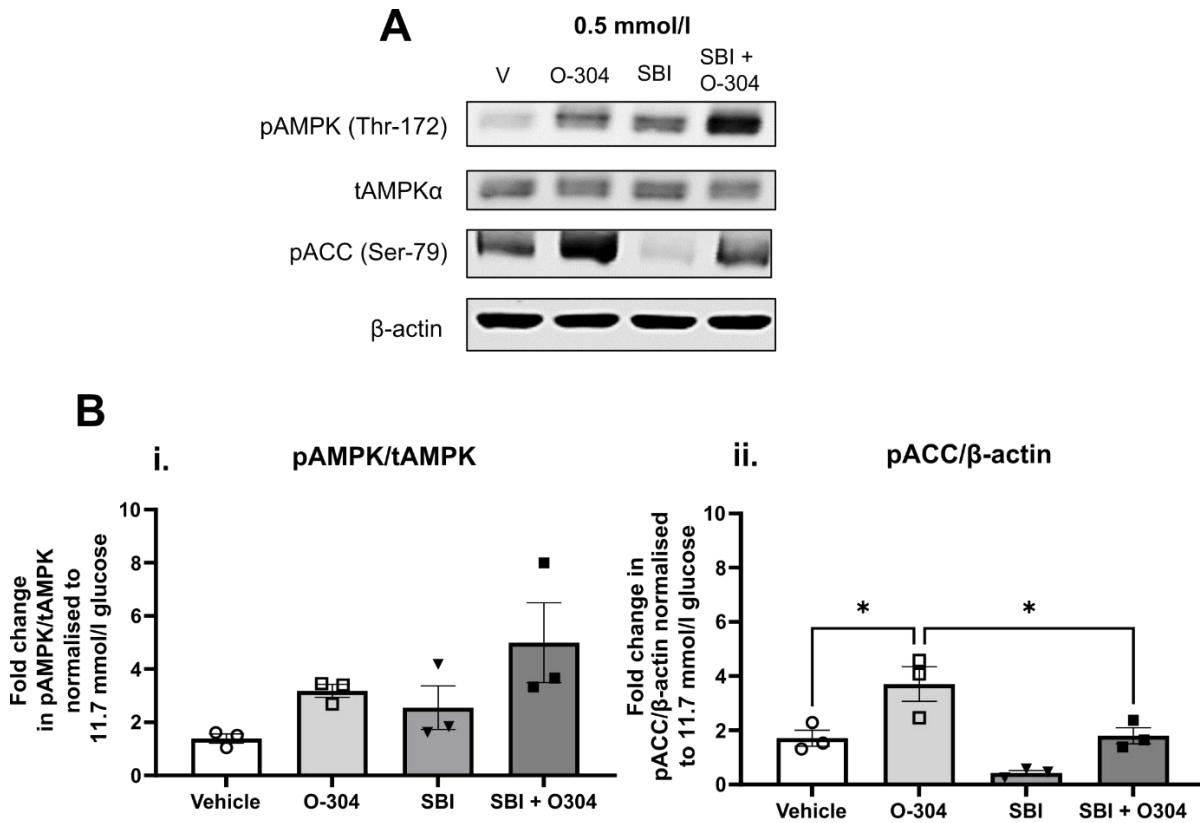 A
0.5 mmol/l
V O-304 SBI SBI +
O-304
pAMPK (Thr-172)
tAMPKα
pACC (Ser-79)
β-actin
B
i. pAMPK/tAMPK
Fold change
in pAMPK/tAMPK
normalised to
11.7 mmol/l glucose
10
8
6
4
2
0
Vehicle O-304 SBI SBI + O304
ii. pACC/β-actin
Fold change in
pACC/β-actin normalised
to 11.7 mmol/l glucose
10
8
6
4
2
0
* *
Vehicle O-304 SBI SBI + O304